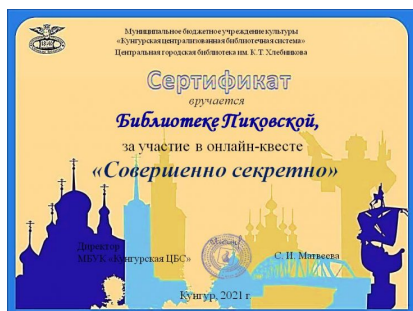 Муниципальное бюджетное учреждение культуры
«Кунгурская централизованная библиотечная система»
Центральная городская библиотека им. К. Т. Хлебникова
Сертификат
вручается
Библиотеке Пиковской,
за участие в онлайн-квесте
«Совершенно секретно»
Директор
МБУК «Кунгурская ЦБС»
С. И. Матвеева
Кунгур, 2021 г.